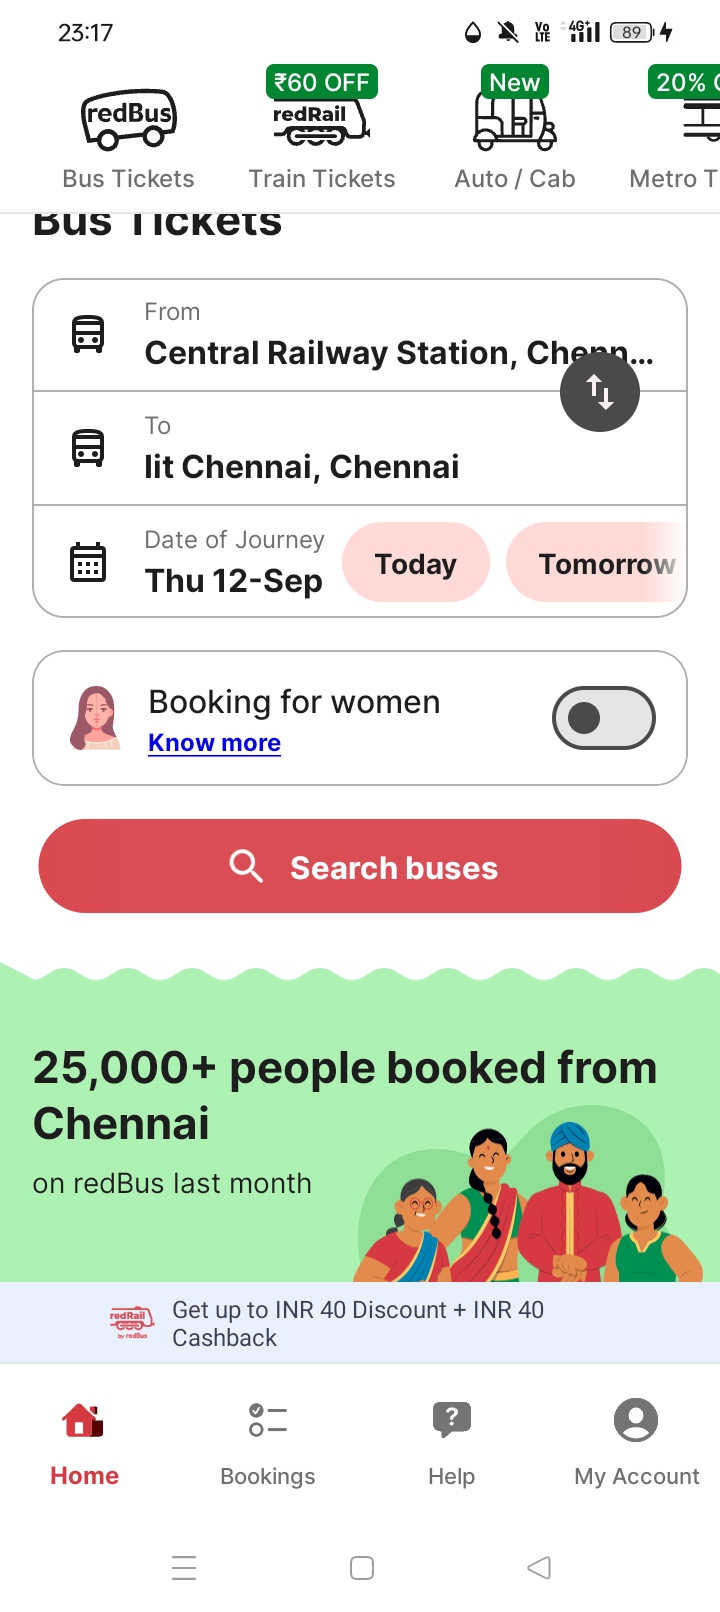 23:17
Vo LTE 4G+ 89
₹60 OFF
New
20% O
redBus
redRail
Bus Tickets
Train Tickets
Auto / Cab
Metro T
Bus Tickets
From
Central Railway Station, Chenn...
To
Iit Chennai, Chennai
Date of Journey
Thu 12-Sep
Today
Tomorrow
Booking for women
Know more
Search buses
25,000+ people booked from
Chennai
on redBus last month
redRail
by redBus
Get up to INR 40 Discount + INR 40
Cashback
Home
Bookings
Help
My Account